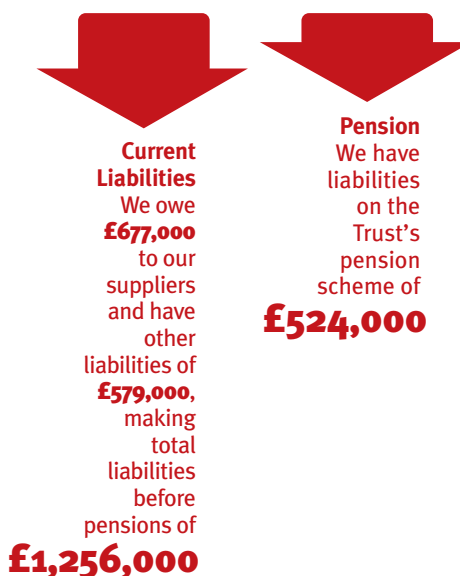 Current
Liabilities
We owe
£677,000
to our
suppliers
and have
other
liabilities of
£579,000,
making
total
liabilities
before
pensions of
£1,256,000
Pension
We have
liabilities
on the
Trust’s
pension
scheme of
£524,000